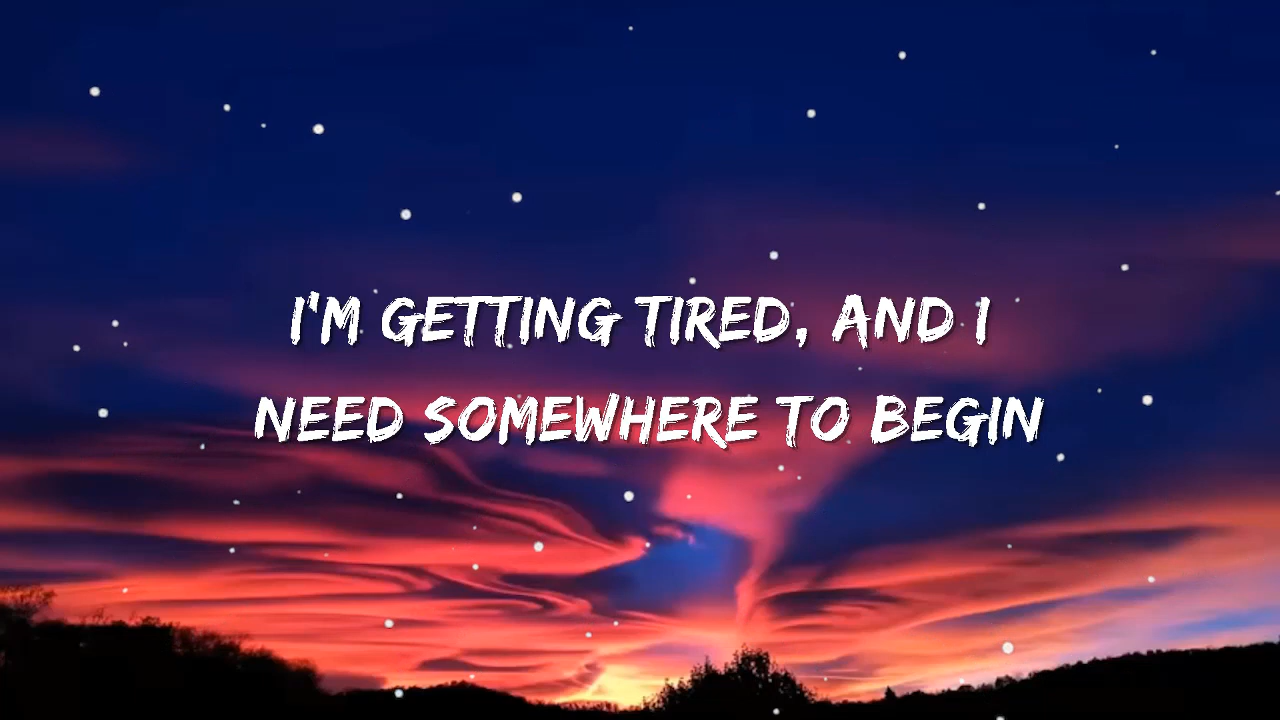 I'M GETTING TIRED, AND I
NEED SOMEWHERE TO BEGIN